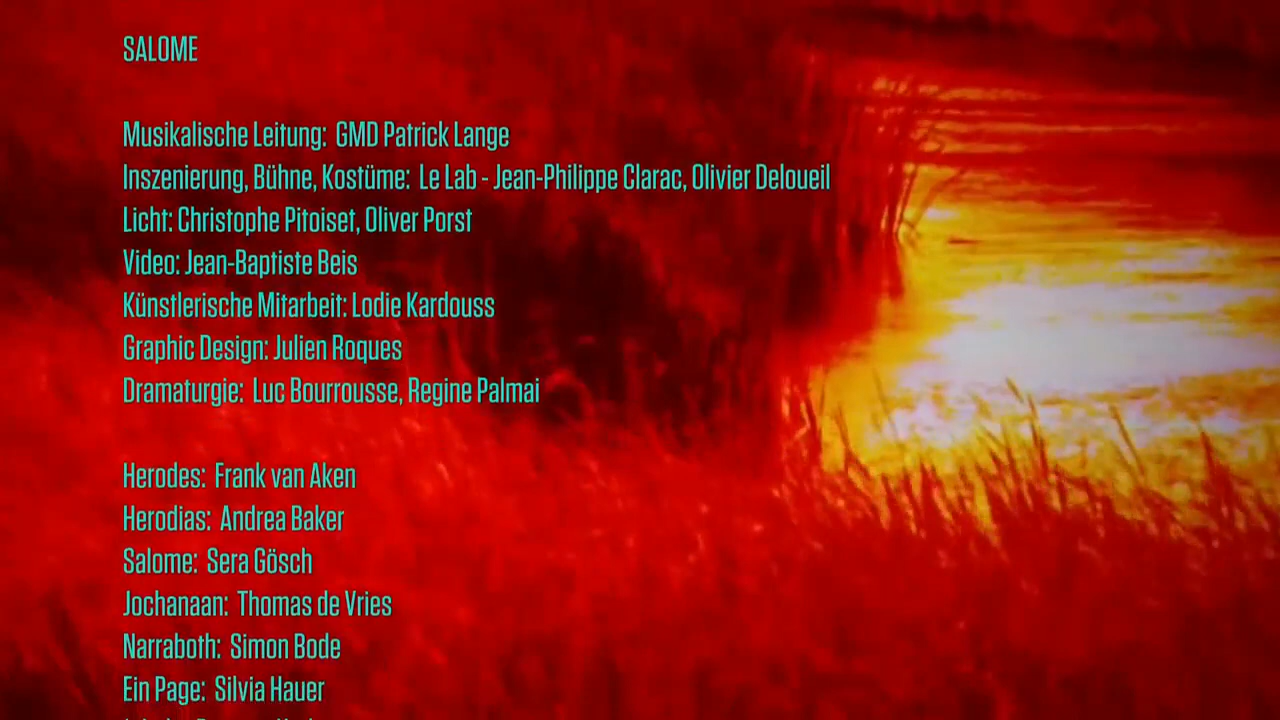 SALOME
Musikalische Leitung: GMD Patrick Lange
Inszenierung, Bühne, Kostüme: Le Lab - Jean-Philippe Clarac, Olivier Deloueil
Licht: Christophe Pitoiset, Oliver Porst
Video: Jean-Baptiste Beis
Künstlerische Mitarbeit: Lodie Kardouss
Graphic Design: Julien Roques
Dramaturgie: Luc Bourrousse, Regine Palmai
Herodes: Frank van Aken
Herodias: Andrea Baker
Salome: Sera Gösch
Jochanaan: Thomas de Vries
Narraboth: Simon Bode
Ein Page: Silvia Hauer